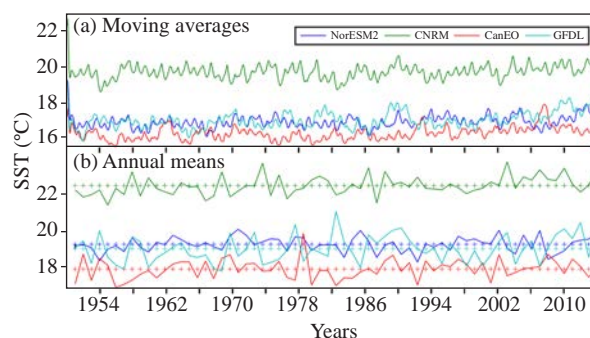 (a) Moving averages
NorESM2 CNRM CanEO GFDL
22
20
18
16
SST (°C)
(b) Annual means
22
20
18
1954 1962 1970 1978 1986 1994 2002 2010
Years